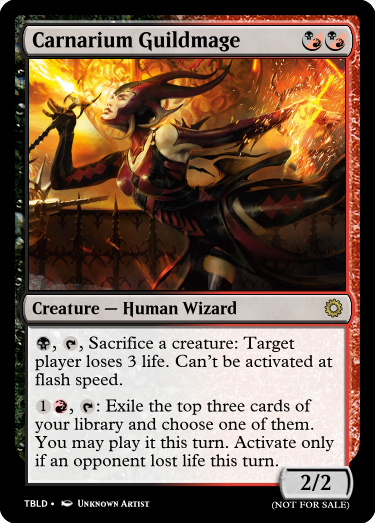 Carnarium Guildmage
Creature — Human Wizard
, , Sacrifice a creature: Target
player loses 3 life. Can't be activated at
flash speed.
1 , : Exile the top three cards of
your library and choose one of them.
You may play it this turn. Activate only
if an opponent lost life this turn.
2/2
TBLD • Unknown Artist
(NOT FOR SALE)